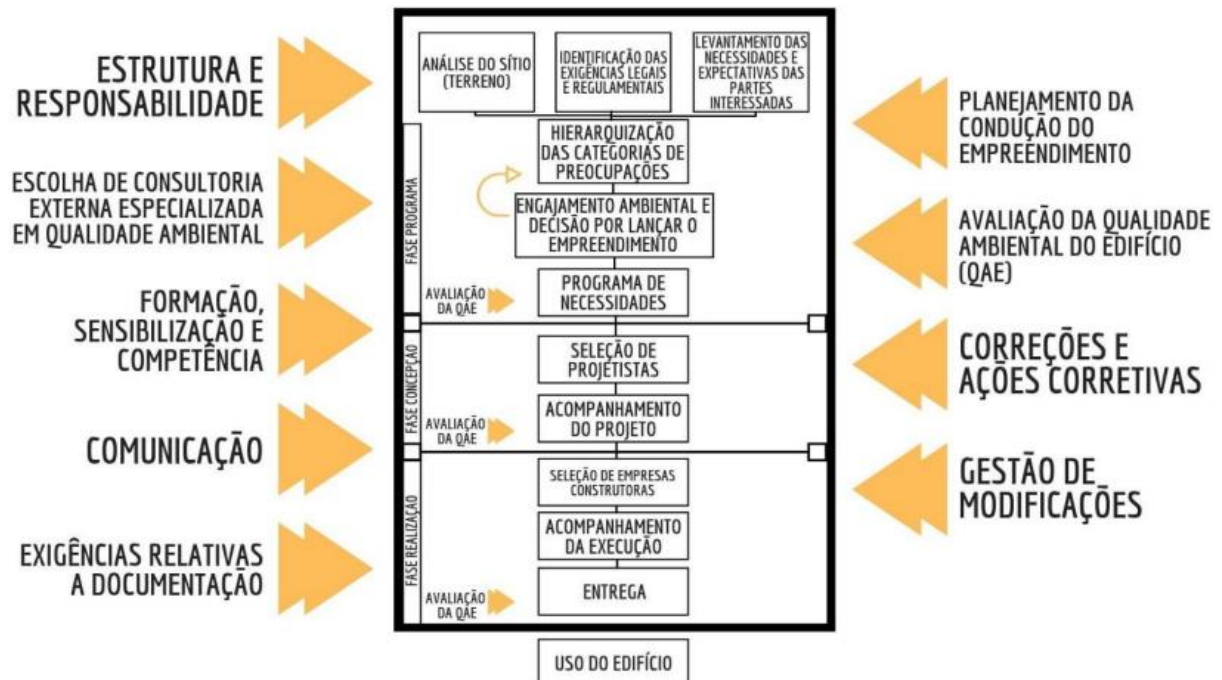 ESTRUTURA E
RESPONSABILIDADE
ESCOLHA DE CONSULTORIA
EXTERNA ESPECIALIZADA
EM QUALIDADE AMBIENTAL
FORMAÇÃO,
SENSIBILIZAÇÃO E
COMPETÊNCIA
COMUNICAÇÃO
EXIGÊNCIAS RELATIVAS
A DOCUMENTAÇÃO
ANÁLISE DO SÍTIO
(TERRENO)
IDENTIFICAÇÃO DAS
EXIGÊNCIAS LEGAIS
E REGULAMENTAIS
LEVANTAMENTO DAS
NECESSIDADES E
EXPECTATIVAS DAS
PARTES
INTERESSADAS
FASE PROGRAMA
HIERARQUIZAÇÃO
DAS CATEGORIAS DE
PREOCUPAÇÕES
ENGAJAMENTO AMBIENTAL E
DECISÃO POR LANÇAR O
EMPREENDIMENTO
AVALIAÇÃO
DA QAE
PROGRAMA DE
NECESSIDADES
FASE CONCEPÇÃO
SELEÇÃO DE
PROJETISTAS
AVALIAÇÃO
DA QAE
ACOMPANHAMENTO
DO PROJETO
FASE REALIZAÇÃO
SELEÇÃO DE EMPRESAS
CONSTRUTORAS
ACOMPANHAMENTO
DA EXECUÇÃO
AVALIAÇÃO
DA QAE
ENTREGA
USO DO EDIFÍCIO
PLANEJAMENTO DA
CONDUÇÃO DO
EMPREENDIMENTO
AVALIAÇÃO DA QUALIDADE
AMBIENTAL DO EDIFÍCIO
(QAE)
CORREÇÕES E
AÇÕES CORRETIVAS
GESTÃO DE
MODIFICAÇÕES